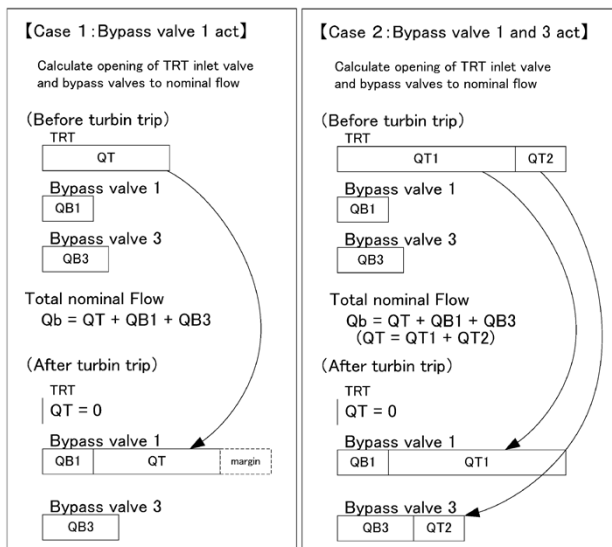 【Case 1:Bypass valve 1 act】
Calculate opening of TRT inlet valve
and bypass valves to nominal flow
(Before turbin trip)
TRT
QT
Bypass valve 1
QB1
Bypass valve 3
QB3
Total nominal Flow
Qb = QT + QB1 + QB3
(After turbin trip)
TRT
QT = 0
Bypass valve 1
QB1 QT margin
Bypass valve 3
QB3
【Case 2:Bypass valve 1 and 3 act】
Calculate opening of TRT inlet valve
and bypass valves to nominal flow
(Before turbin trip)
TRT
QT1 QT2
Bypass valve 1
QB1
Bypass valve 3
QB3
Total nominal Flow
Qb = QT + QB1 + QB3
(QT = QT1 + QT2)
(After turbin trip)
TRT
QT = 0
Bypass valve 1
QB1 QT1
Bypass valve 3
QB3 QT2